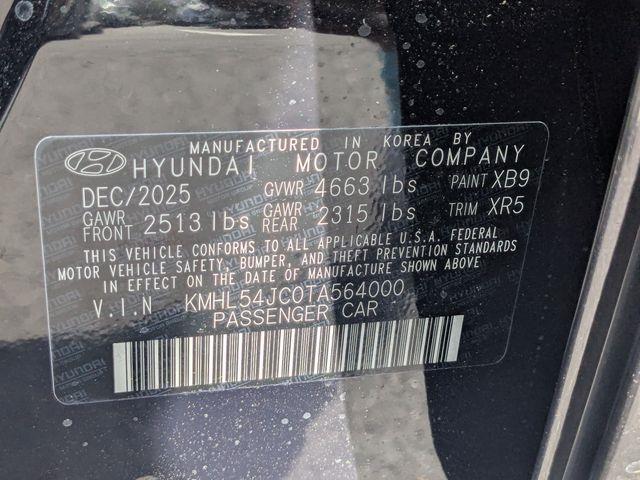 MANUFACTURED IN KOREA BY
HYUNDAI MOTOR COMPANY
DEC/2025 GVWR 4663 lbs PAINT XB9
GAWR FRONT 2513 lbs GAWR REAR 2315 lbs TRIM XR5
THIS VEHICLE CONFORMS TO ALL APPLICABLE U.S.A. FEDERAL
MOTOR VEHICLE SAFETY, BUMPER, AND THEFT PREVENTION STANDARDS
IN EFFECT ON THE DATE OF MANUFACTURE SHOWN ABOVE
V.I.N KMHL54JC0TA564000
PASSENGER CAR